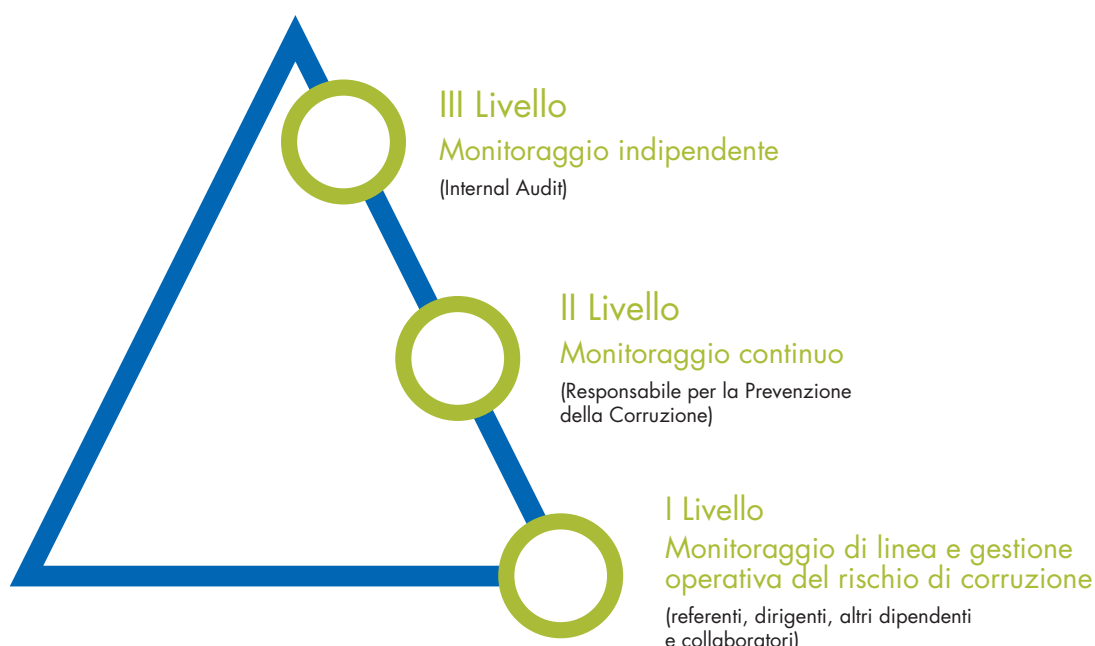 III Livello
Monitoraggio indipendente
(Internal Audit)
II Livello
Monitoraggio continuo
(Responsabile per la Prevenzione
della Corruzione)
I Livello
Monitoraggio di linea e gestione
operativa del rischio di corruzione
(referenti, dirigenti, altri dipendenti
e collaboratori)